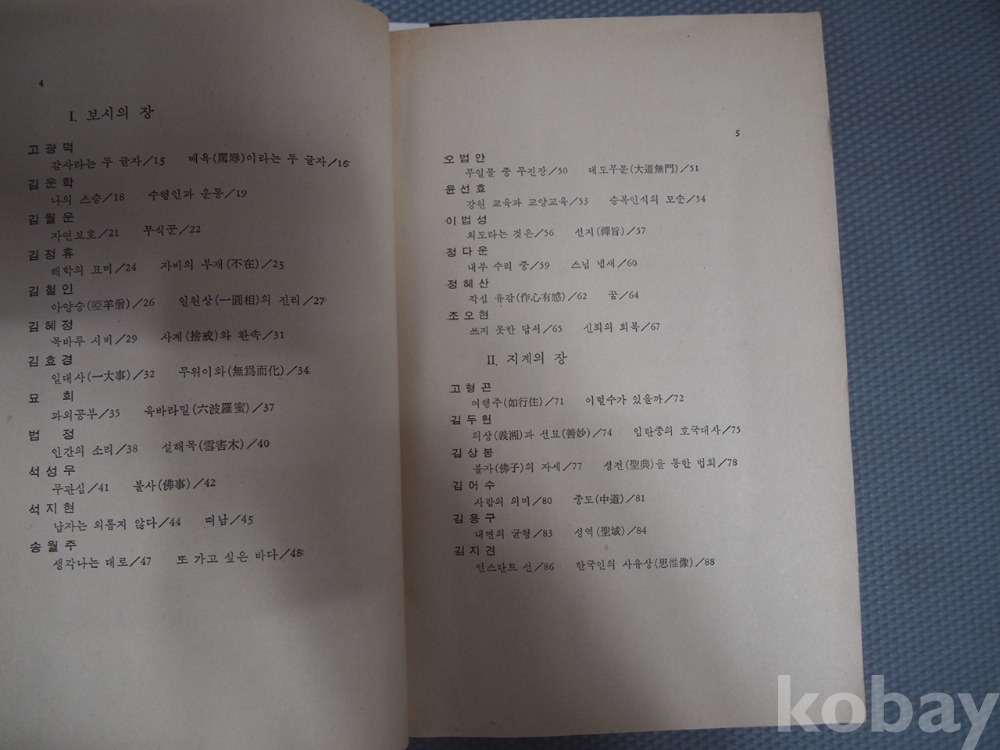 4
Ⅰ. 보시의 장
고광덕
감사라는 두 글자/15 매욕(罵辱)이라는 두 글자/16
김운학
나의 스승/18 수행인과 운동/19
김월운
자연보호/21 무식꾼/22
김정휴
해학의 묘미/24 자비의 부재(不在)/25
김철인
아양승(啞羊僧)/26 일원상(一圓相)의 진리/27
김혜정
목바루 시비/29 사계(捨戒)와 환속/31
김효경
일대사(一大事)/32 무위이화(無爲而化)/34
묘 희
과외공부/35 육바라밀(六波羅蜜)/37
법 정
인간의 소리/38 설해목(雪害木)/40
석성우
무관심/41 불사(佛事)/42
석지현
남자는 외롭지 않다/44 떠남/45
송월주
생각나는 대로/47 또 가고 싶은 바다/48
5
오법안
무일물 중 무진장/50 대도무문(大道無門)/51
윤선효
강원 교육과 교양교육/53 승복인식의 모순/54
이법성
외도라는 것은/56 선지(禪旨)/57
정다운
내부 수리 중/59 스님 냄새/60
정혜산
작심 유감(作心有感)/62 꿈/64
조오현
쓰지 못한 답서/65 신뢰의 회복/67
Ⅱ. 지계의 장
고형곤
여행주(如行住)/71 이럴수가 있을까/72
김두헌
의상(義湘)과 선묘(善妙)/74 임란중의 호국대사/75
김상봉
불자(佛子)의 자세/77 성전(聖典)을 통한 법회/78
김어수
사람의 의미/80 중도(中道)/81
김용구
내면의 균형/83 성역(聖域)/84
김지견
인스탄트 선/86 한국인의 사유상(思惟像)/88
kobay